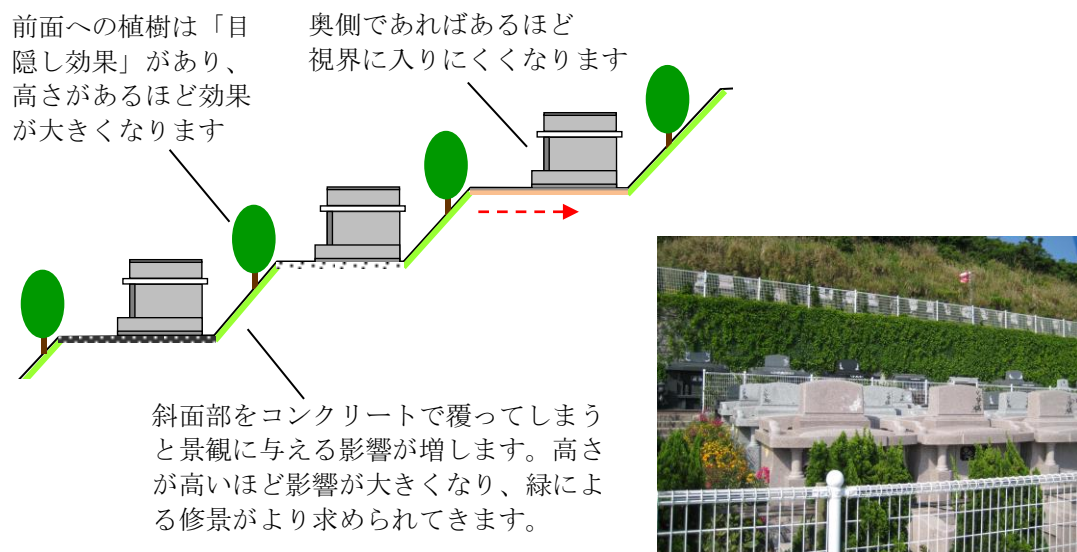 前面への植樹は「目
隠し効果」があり、
高さがあるほど効果
が大きくなります
奥側であればあるほど
視界に入りにくくなります
斜面部をコンクリートで覆ってしまう
と景観に与える影響が増します。高さ
が高いほど影響が大きくなり、緑によ
る修景がより求められてきます。